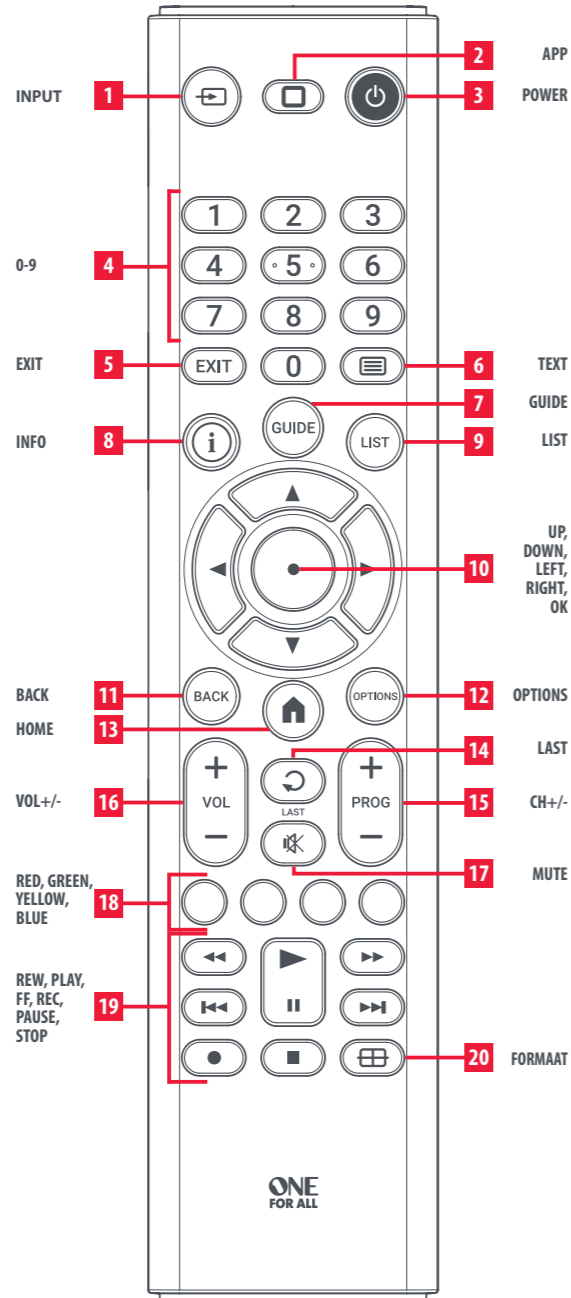 2 APP
INPUT 1
3 POWER
1 2 3
0-9 4
4 5 6
7 8 9
EXIT 5 EXIT 0 6 TEXT
7 GUIDE
GUIDE
INFO 8 i LIST 9 LIST
10
UP,
DOWN,
LEFT,
RIGHT,
OK
BACK 11 BACK OPTIONS 12 OPTIONS
HOME 13
14 LAST
+ +
VOL+/- 16 VOL LAST PROG 15 CH+/-
- -
17 MUTE
RED, GREEN,
YELLOW,
BLUE
18
REW, PLAY,
FF, REC,
PAUSE,
STOP
19
20 FORMAAT
ONE
FOR ALL